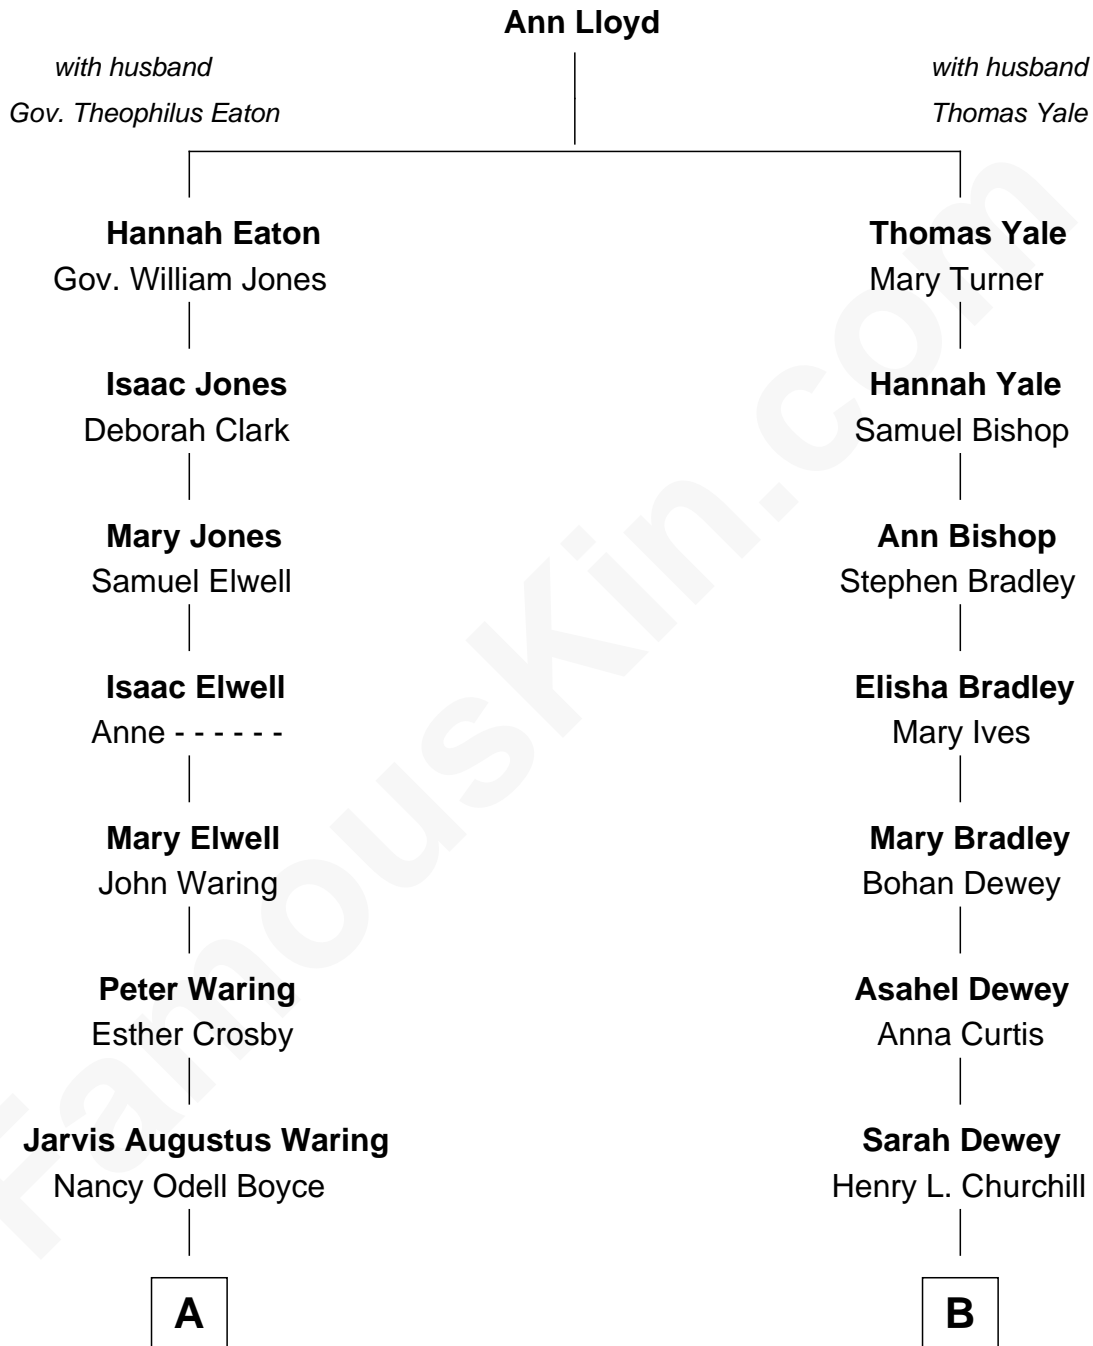 Ann Lloyd
with husband
Gov. Theophilus Eaton
with husband
Thomas Yale
Hannah Eaton
Gov. William Jones
Isaac Jones
Deborah Clark
Mary Jones
Samuel Elwell
Isaac Elwell
Anne - - - - - -
Mary Elwell
John Waring
Peter Waring
Esther Crosby
Jarvis Augustus Waring
Nancy Odell Boyce
A
Thomas Yale
Mary Turner
Hannah Yale
Samuel Bishop
Ann Bishop
Stephen Bradley
Elisha Bradley
Mary Ives
Mary Bradley
Bohan Dewey
Asahel Dewey
Anna Curtis
Sarah Dewey
Henry L. Churchill
B
FamousKin.com